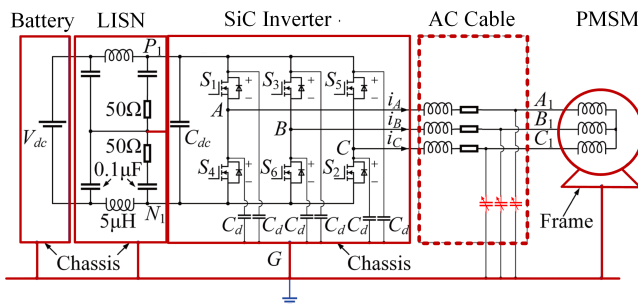 Battery LISN SiC Inverter AC Cable PMSM
P1
S1 S3 S5
A iA A1
50Ω B iB B1
Vdc 50Ω Cdc C iC C1
0.1μF S4 S6 S2
5μH N1 Cd Cd Cd Cd Cd Cd Frame
Chassis G Chassis